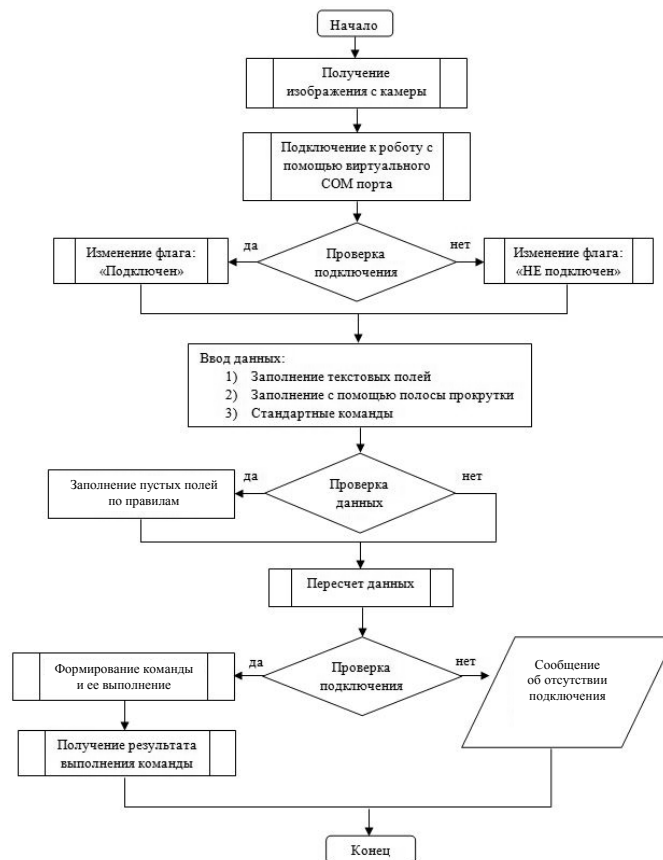 Начало
Получение
изображения с камеры
Подключение к роботу с
помощью виртуального
COM порта
да
нет
Изменение флага:
«Подключен»
Проверка
подключения
Изменение флага:
«НЕ подключен»
Ввод данных:
1) Заполнение текстовых полей
2) Заполнение с помощью полосы прокрутки
3) Стандартные команды
да
нет
Заполнение пустых полей
по правилам
Проверка
данных
Пересчет данных
да
нет
Формирование команды
и ее выполнение
Проверка
подключения
Сообщение
об отсутствии
подключения
Получение результата
выполнения команды
Конец